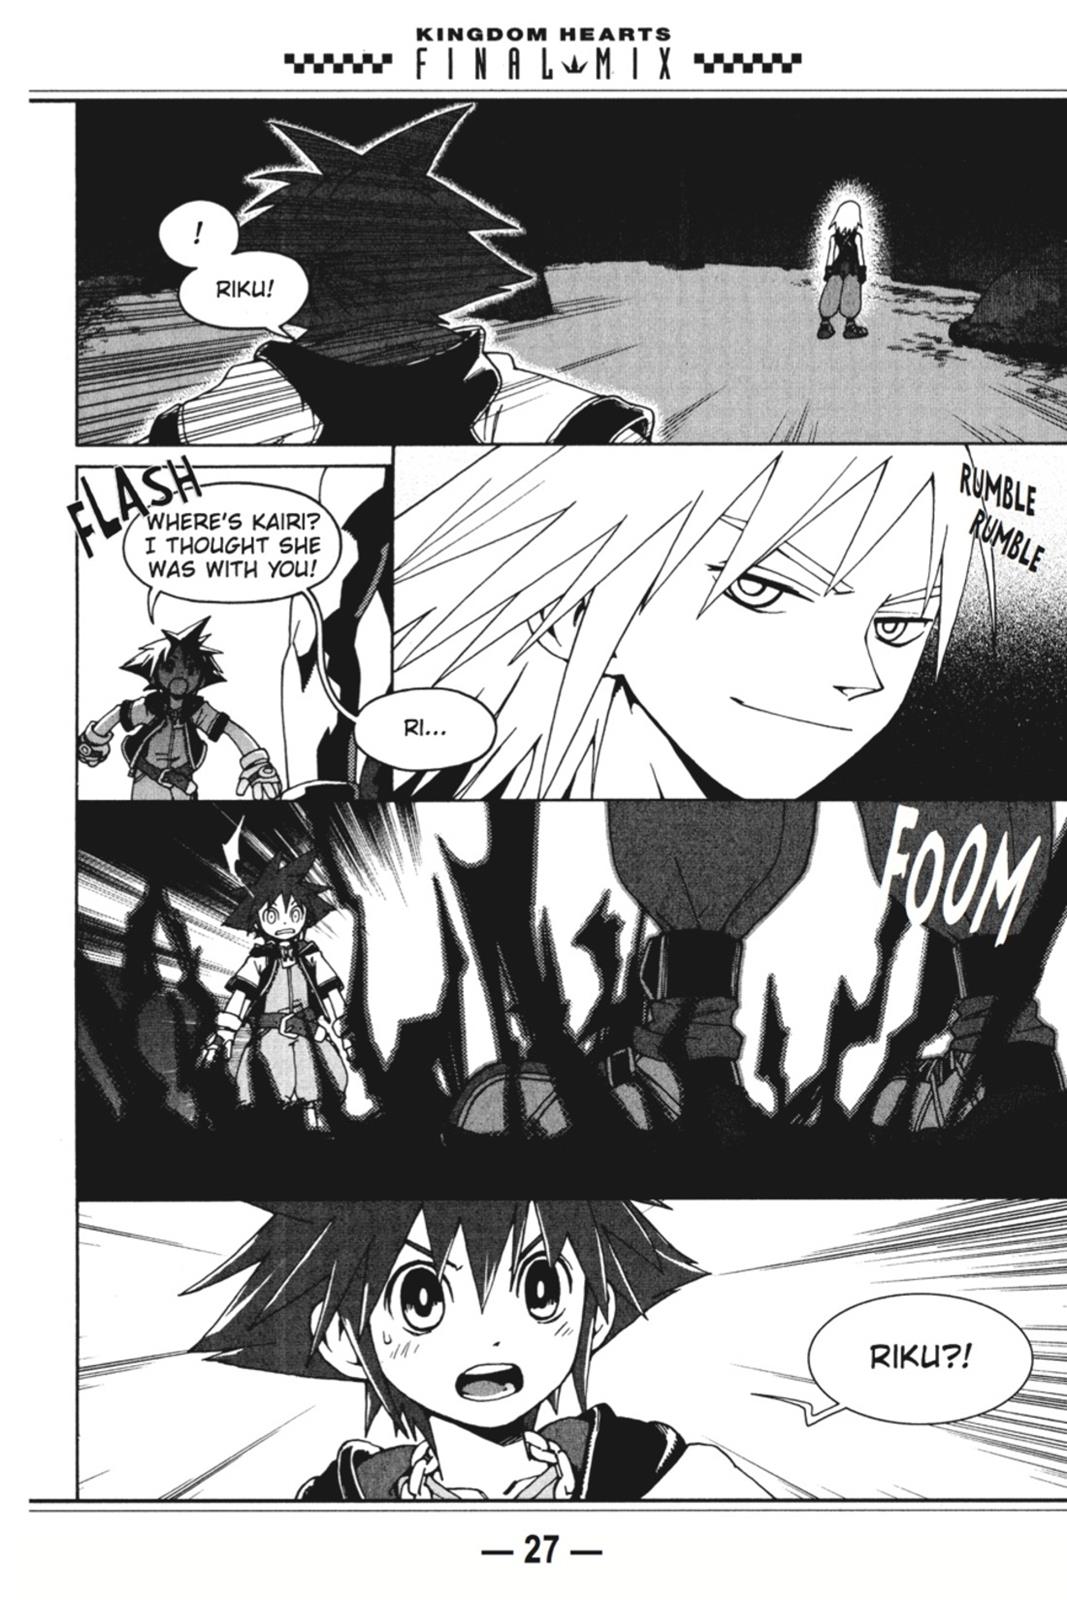 KINGDOM HEARTS
FINAL MIX
!
RIKU!
FLASH
WHERE'S KAIRI?
I THOUGHT SHE
WAS WITH YOU!
RUMBLE
RUMBLE
RI...
FOOM
RIKU?!
— 27 —